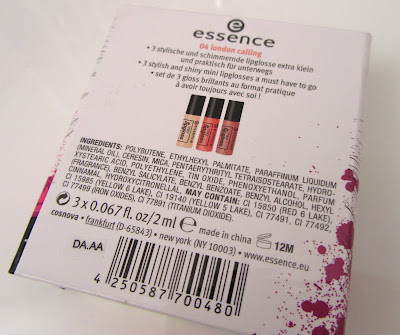 essence
04 london calling
• 3 stylische und schimmernde lipglosse extra klein
und praktisch für unterwegs
• 3 stylish and shiny mini lipglosses a must have to go
• set de 3 gloss brillants au format pratique
à avoir toujours avec soi !
INGREDIENTS: POLYBUTENE, ETHYLHEXYL PALMITATE, PARAFFINUM LIQUIDUM
(MINERAL OIL), CERESIN, MICA, PENTAERYTHRITYL TETRAISOSTEARATE, HYDRO-
XYSTEARIC ACID, POLYETHYLENE, TIN OXIDE, PHENOXYETHANOL, PARFUM
(FRAGRANCE), BENZYL SALICYLATE, BENZYL BENZOATE, BENZYL ALCOHOL, HEXYL
CINNAMAL, HYDROXYCITRONELLAL. MAY CONTAIN: CI 15850 (RED 6 LAKE),
CI 15985 (YELLOW 6 LAKE), CI 19140 (YELLOW 5 LAKE), CI 77491, CI 77492,
CI 77499 (IRON OXIDES), CI 77891 (TITANIUM DIOXIDE).
3 x 0.067 fl. oz/2 ml e
made in china
12M
cosnova • frankfurt (D-65843) • new york (NY 10003) • www.essence.eu
DA.AA
4 250587 700480